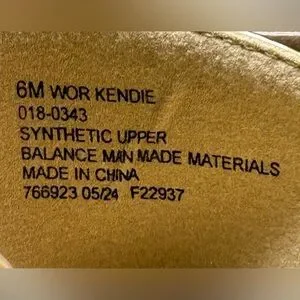 6M WOR KENDIE
018-0343
SYNTHETIC UPPER
BALANCE MAN MADE MATERIALS
MADE IN CHINA
766923 05/24 F22937